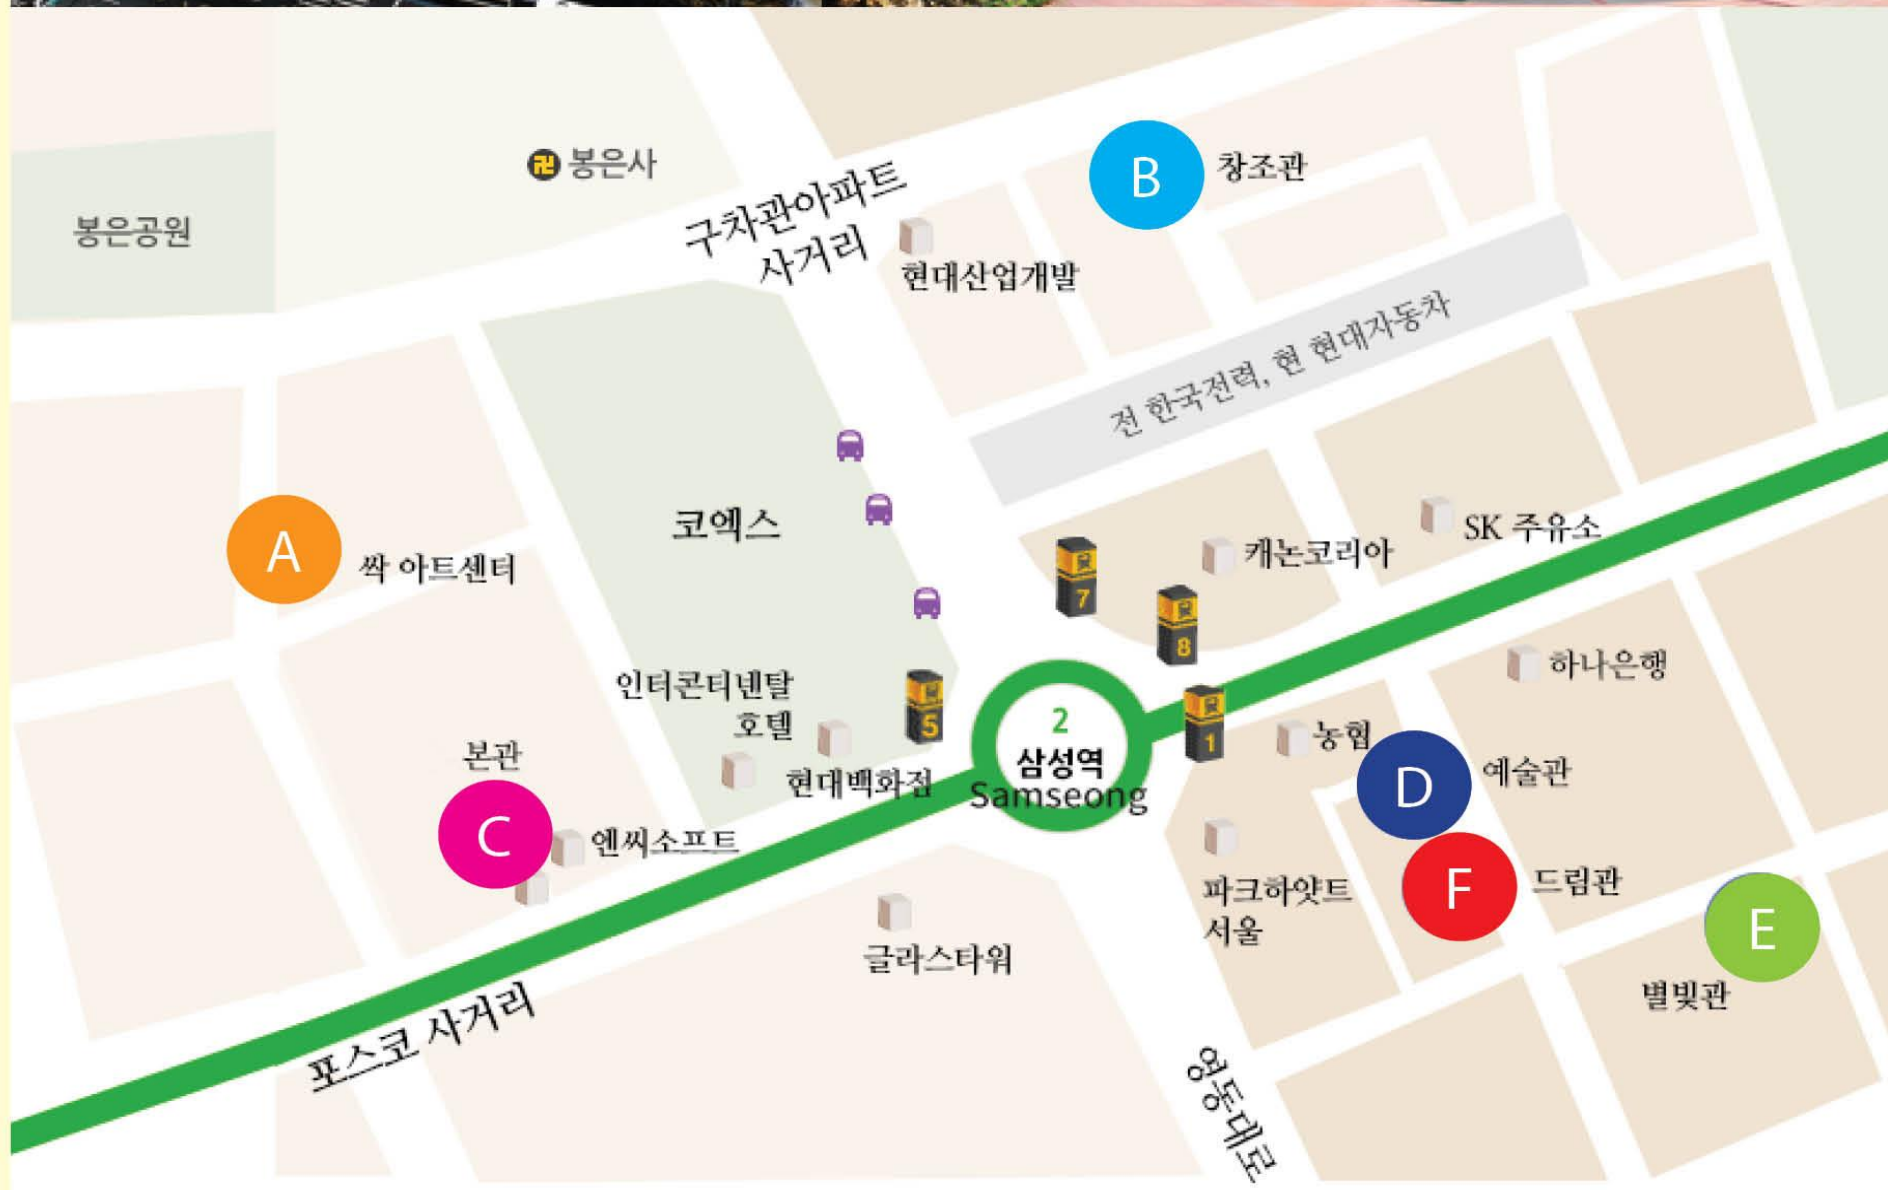 봉은사
봉은공원
구차관아파트
사거리
현대산업개발
B
창조관
전 한국전력, 현 현대자동차
코엑스
A
싹 아트센터
7
8
캐논코리아
SK 주유소
인터콘티넨탈
호텔
현대백화점
5
2
삼성역
Samseong
1
농협
하나은행
D
예술관
본관
C
엔씨소프트
파크하얏트
서울
F
드림관
E
별빛관
글라스타워
포스코 사거리
영동대로